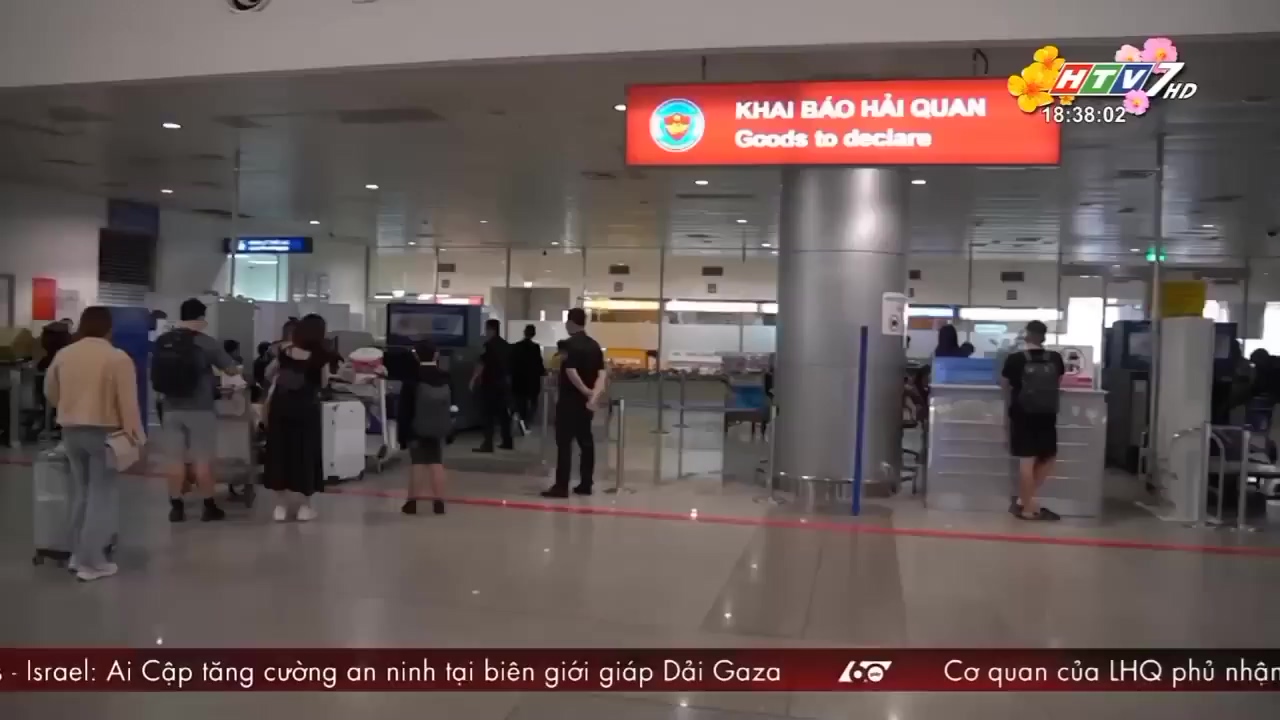 HTV7 HD
18:38:02
KHAI BÁO HẢI QUAN
Goods to declare
- Israel: Ai Cập tăng cường an ninh tại biên giới giáp Dải Gaza
60
Cơ quan của LHQ phủ nhận